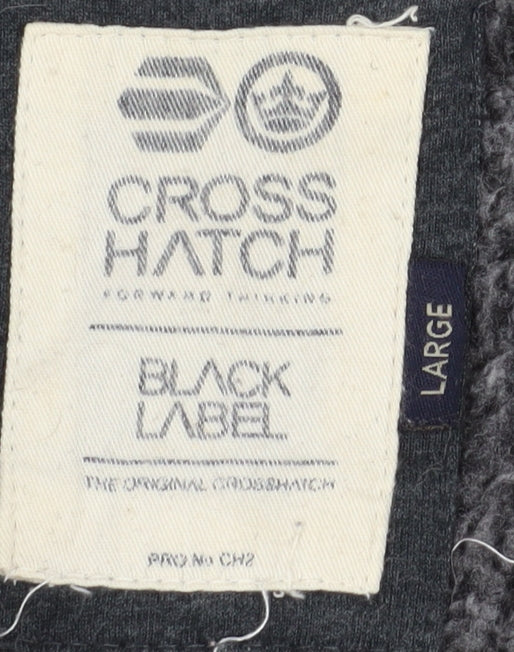 CROSS
HATCH
FORWARD THINKING
BLACK
LABEL
THE ORIGINAL CROSSHATCH
PRO.No CH2
LARGE